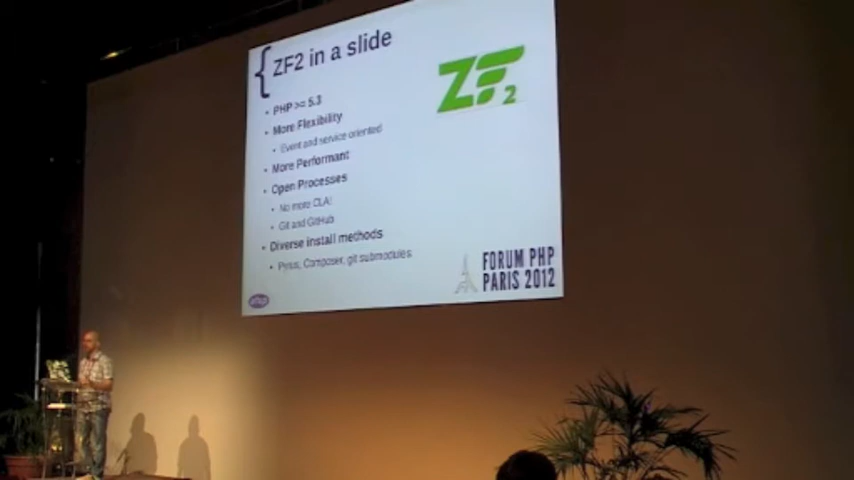 { ZF2 in a slide
ZF2
• PHP >= 5.3
• More Flexibility
• Event and service oriented
• More Performant
• Open Processes
• No more CLA!
• Git and GitHub
• Diverse install methods
• Pyrus, Composer, git submodules
FORUM PHP
PARIS 2012